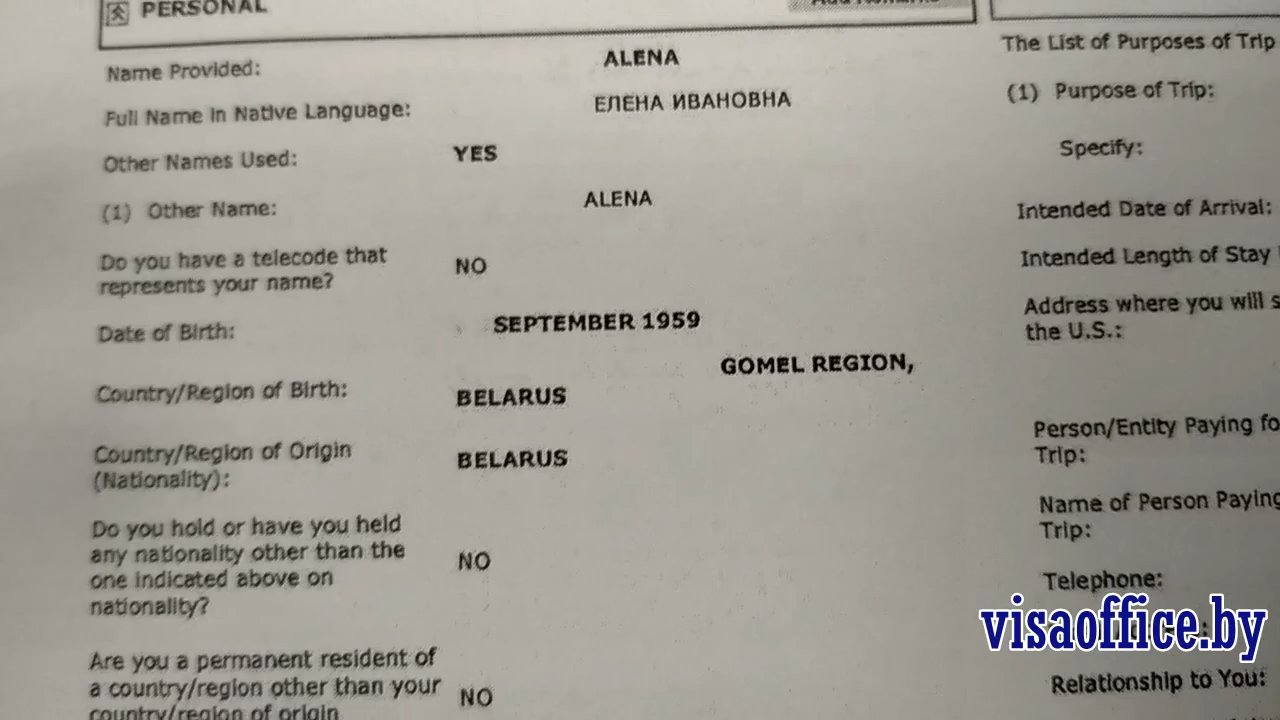 PERSONAL
Name Provided: ALENA
Full Name in Native Language: ЕЛЕНА ИВАНОВНА
Other Names Used: YES
(1) Other Name: ALENA
Do you have a telecode that
represents your name? NO
Date of Birth: SEPTEMBER 1959
GOMEL REGION,
Country/Region of Birth: BELARUS
Country/Region of Origin
(Nationality): BELARUS
Do you hold or have you held
any nationality other than the
one indicated above on
nationality? NO
Are you a permanent resident of
a country/region other than your
country/region of origin NO
The List of Purposes of Trip
(1) Purpose of Trip:
Specify:
Intended Date of Arrival:
Intended Length of Stay
Address where you will s
the U.S.:
Person/Entity Paying fo
Trip:
Name of Person Paying
Trip:
Telephone:
visaoffice.by
Relationship to You: